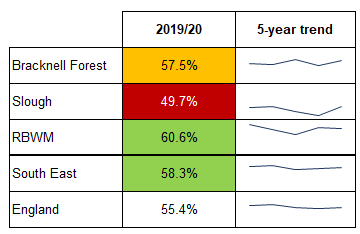 2019/20 5-year trend
Bracknell Forest 57.5%
Slough 49.7%
RBWM 60.6%
South East 58.3%
England 55.4%